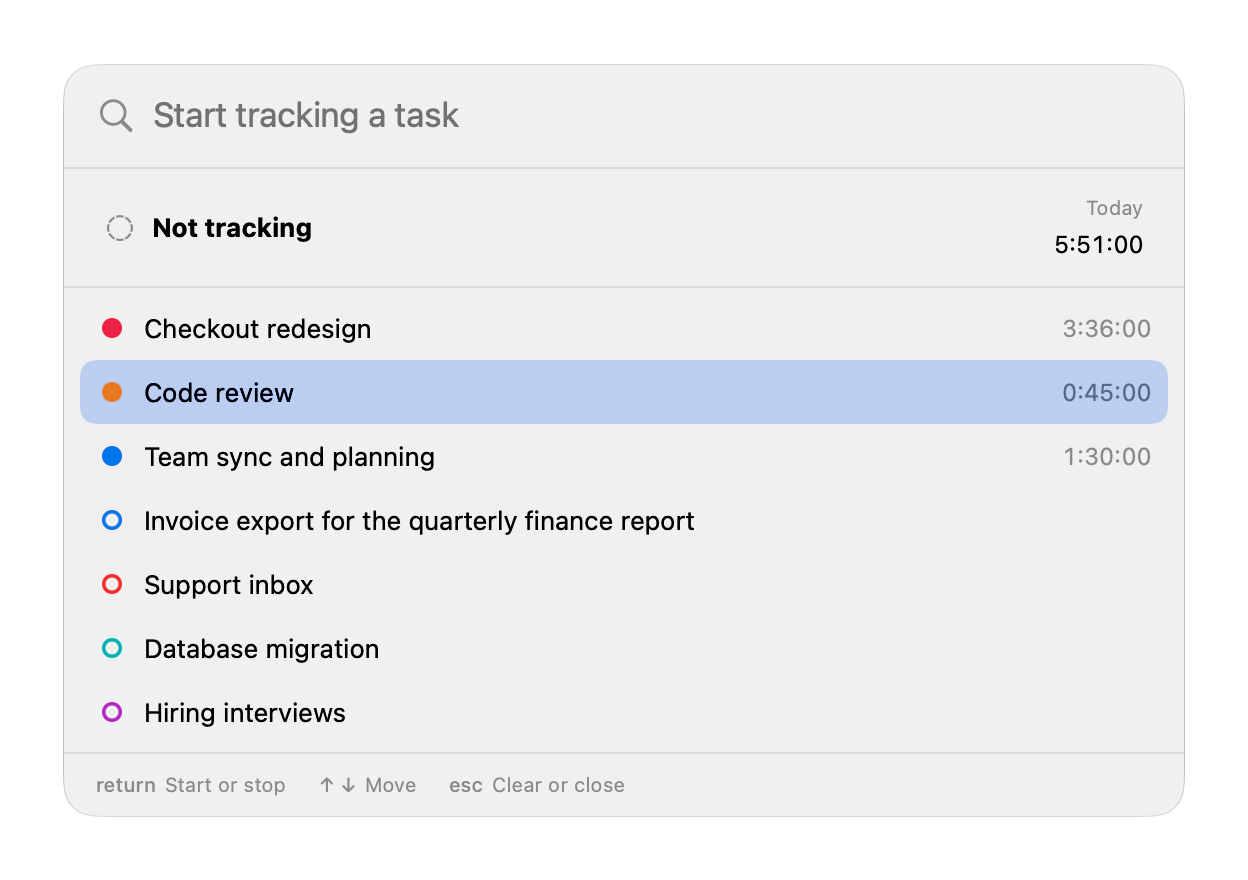 Start tracking a task
Not tracking
Today
5:51:00
Checkout redesign 3:36:00
Code review 0:45:00
Team sync and planning 1:30:00
Invoice export for the quarterly finance report
Support inbox
Database migration
Hiring interviews
return Start or stop ↑ ↓ Move esc Clear or close